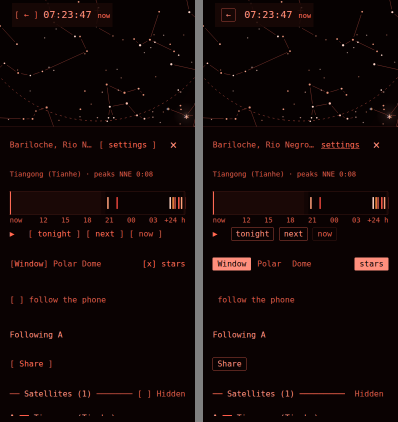 [ ← ] 07:23:47 now
Bariloche, Rio N… [ settings ] ×
Tiangong (Tianhe) · peaks NNE 0:08
now 12 15 18 21 00 03 +24 h
▶ [ tonight ] [ next ] [ now ]
[Window] Polar Dome [x] stars
[ ] follow the phone
Following A
[ Share ]
Satellites (1) [ ] Hidden
← 07:23:47 now
Bariloche, Rio Negro… settings ×
Tiangong (Tianhe) · peaks NNE 0:08
now 12 15 18 21 00 03 +24 h
▶ tonight next now
Window Polar Dome stars
follow the phone
Following A
Share
Satellites (1) Hidden